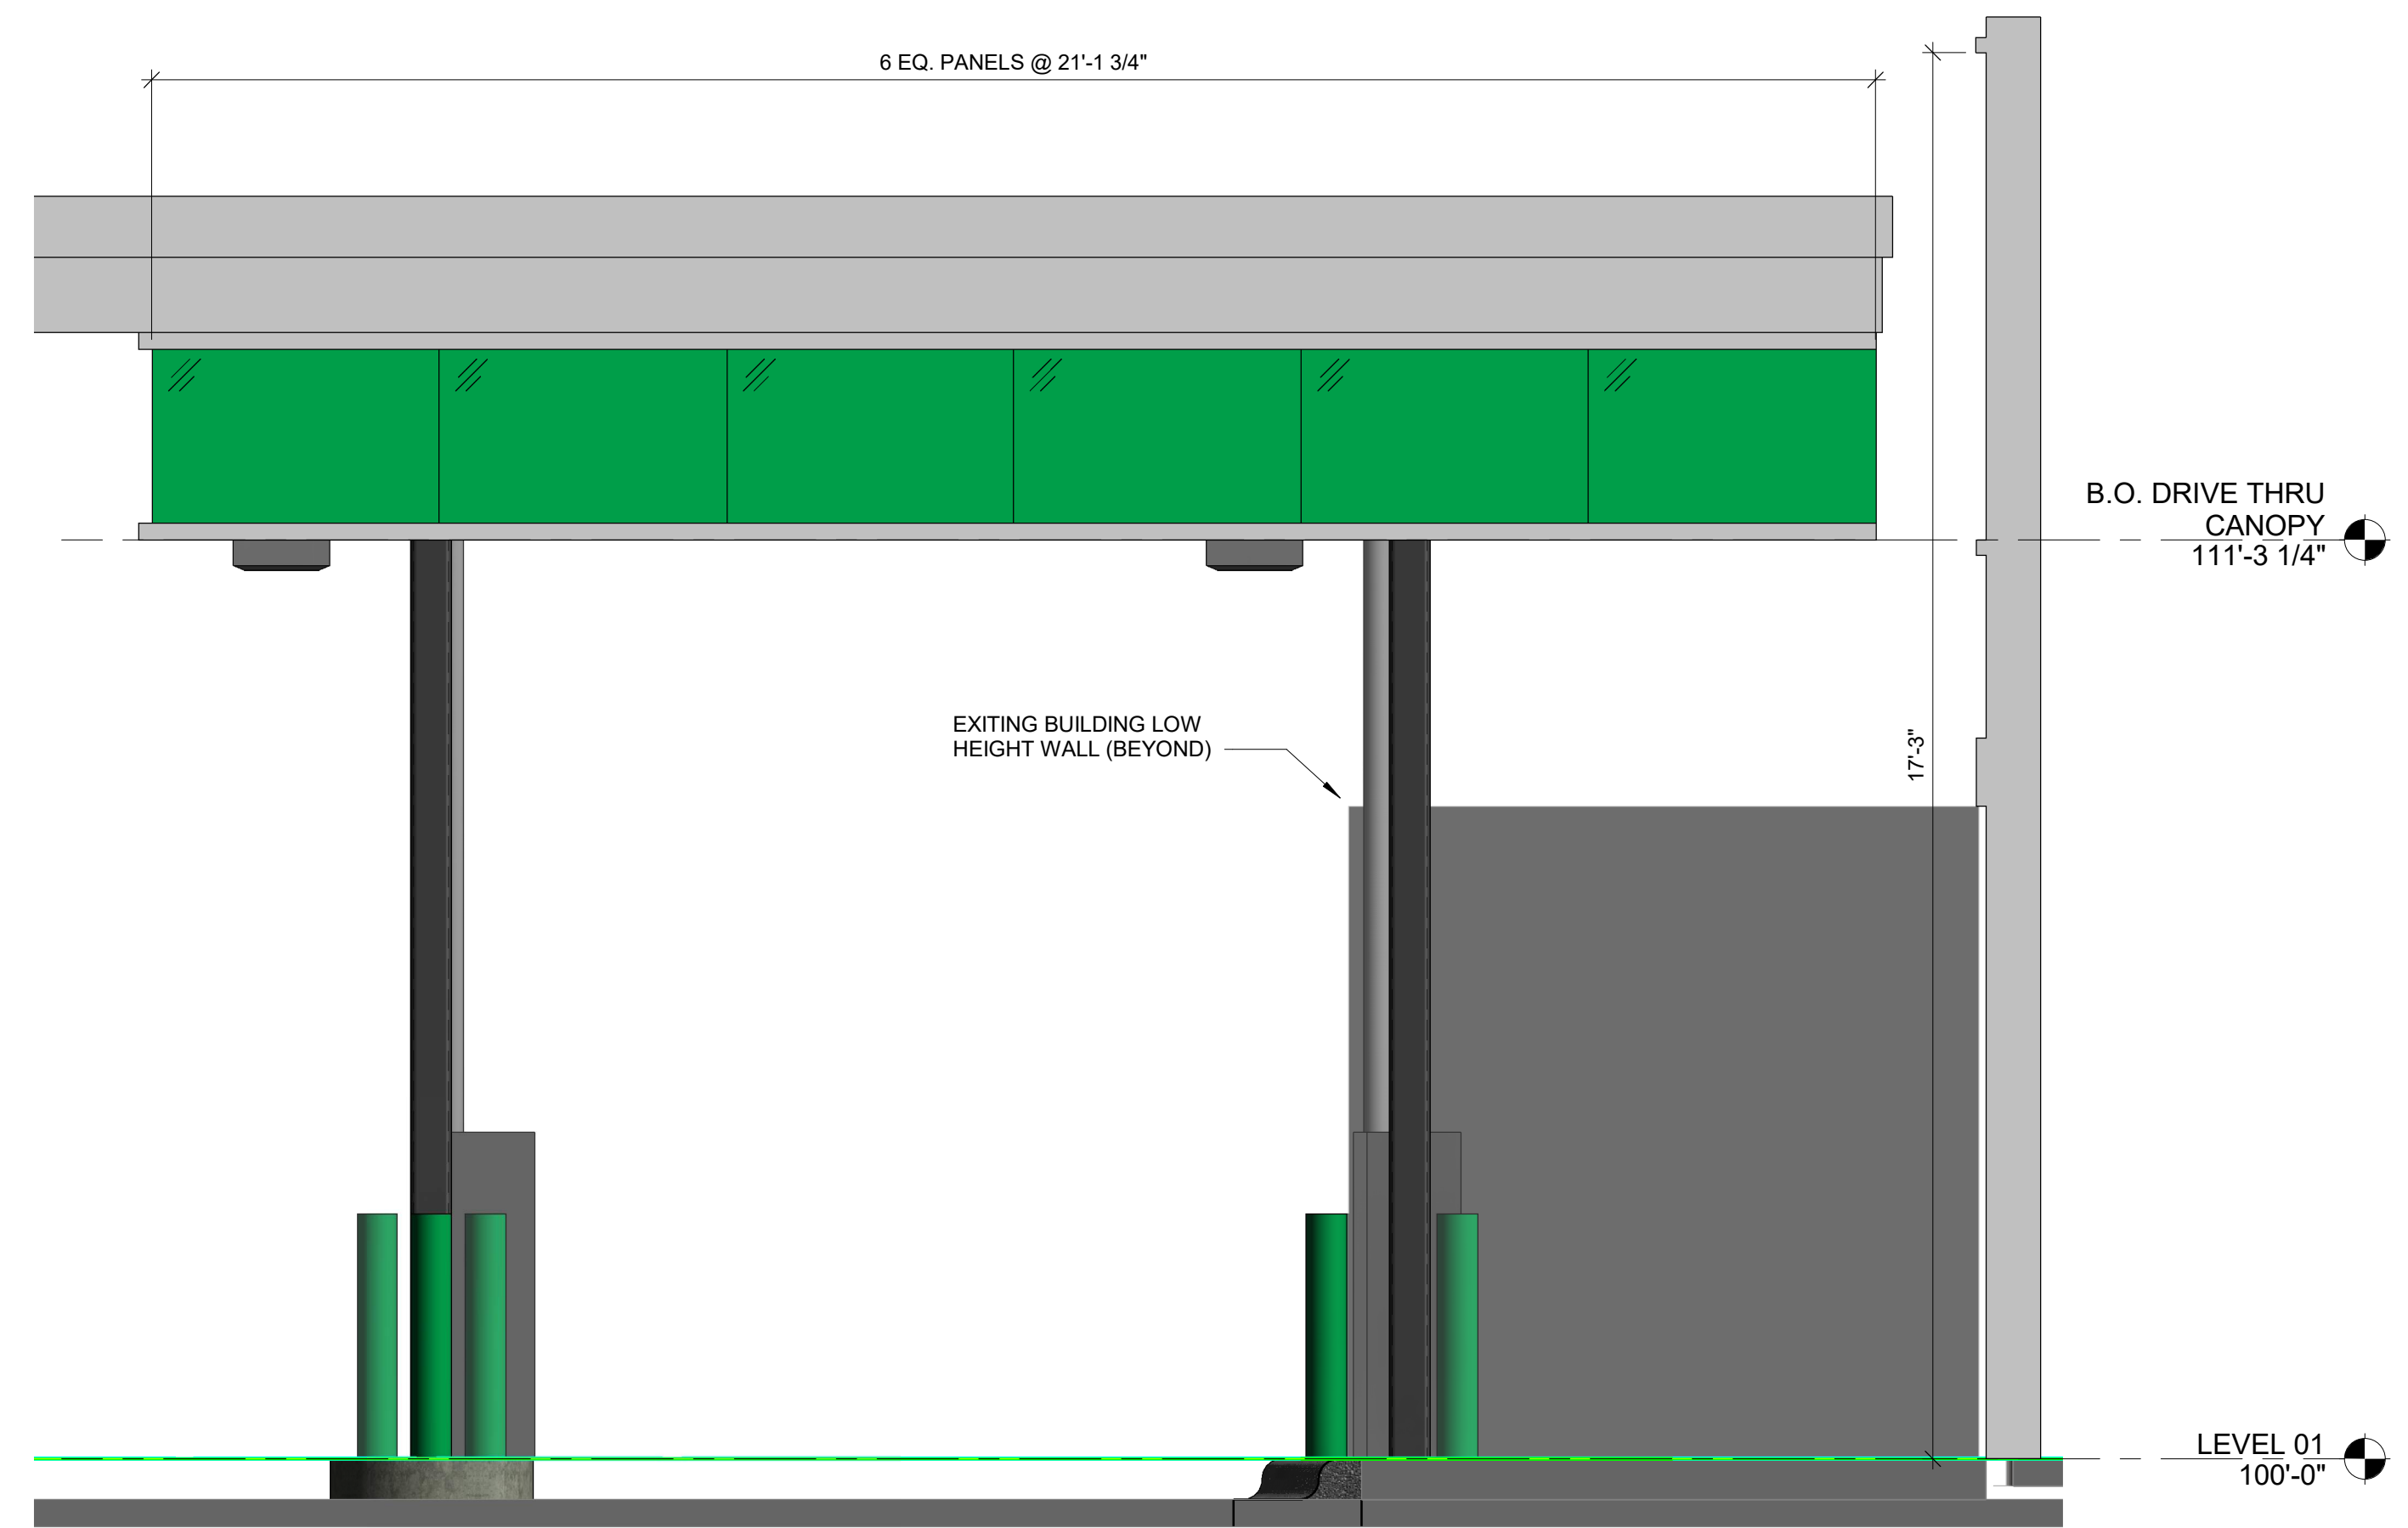 6 EQ. PANELS @ 21'-1 3/4"
B.O. DRIVE THRU
CANOPY
111'-3 1/4"
EXITING BUILDING LOW
HEIGHT WALL (BEYOND)
17'-3"
LEVEL 01
100'-0"